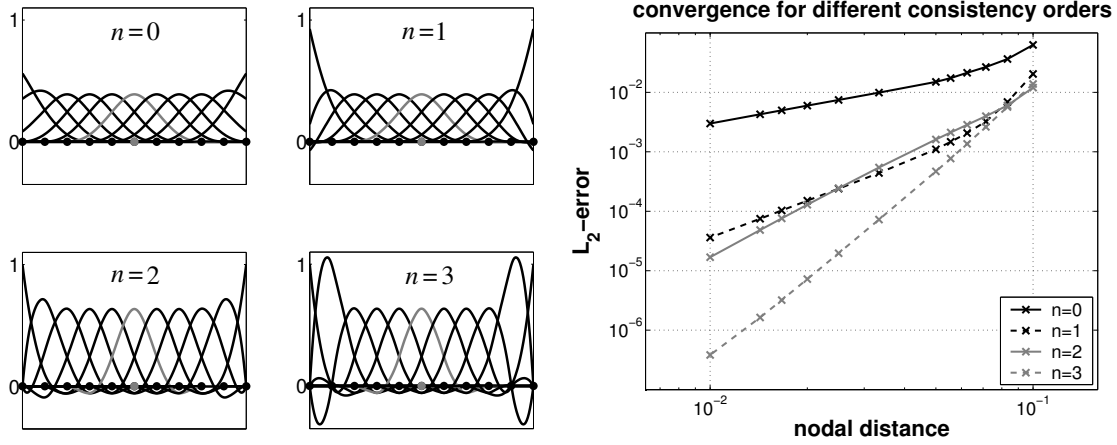 1
0
n=0
1
0
n=1
1
0
n=2
1
0
n=3
convergence for different consistency orders
10⁻²
10⁻³
10⁻⁴
10⁻⁵
10⁻⁶
L₂−error
n=0
n=1
n=2
n=3
10⁻² 10⁻¹
nodal distance